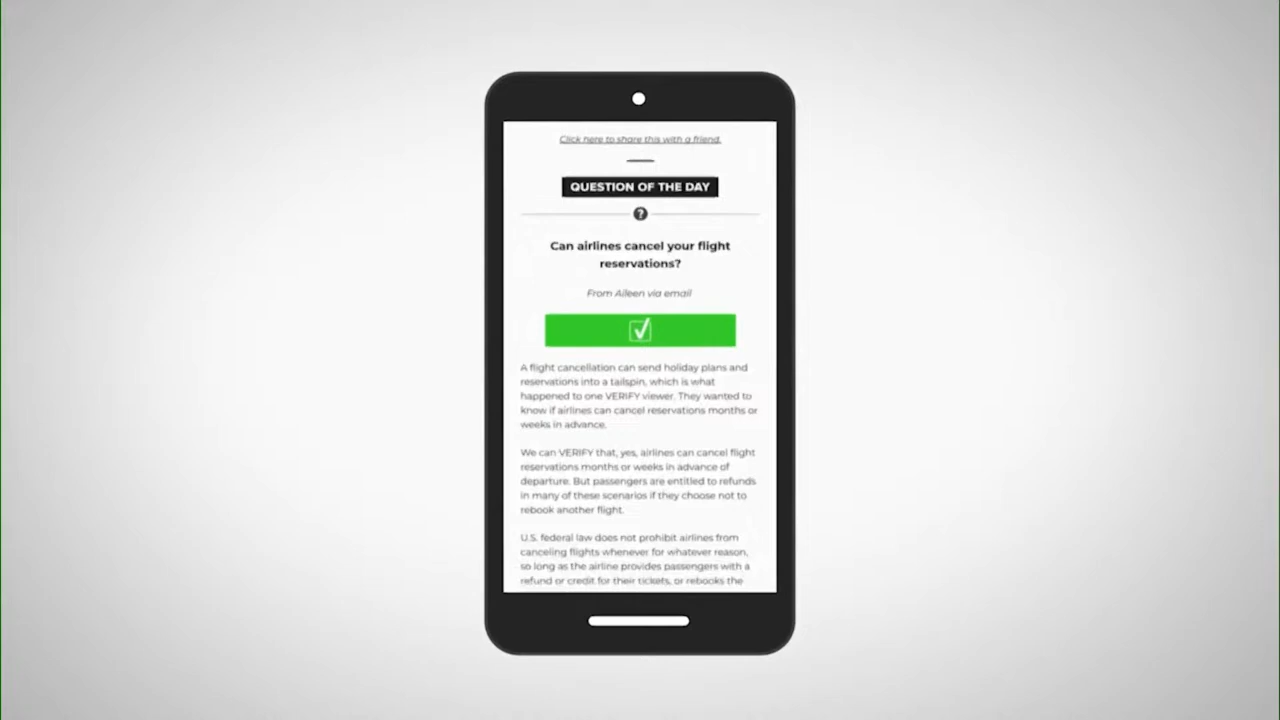 Click here to share this with a friend.
QUESTION OF THE DAY
?
Can airlines cancel your flight
reservations?
From Aileen via email
A flight cancellation can send holiday plans and
reservations into a tailspin, which is what
happened to one VERIFY viewer. They wanted to
know if airlines can cancel reservations months or
weeks in advance.
We can VERIFY that, yes, airlines can cancel flight
reservations months or weeks in advance of
departure. But passengers are entitled to refunds
in many of these scenarios if they choose not to
rebook another flight.
U.S. federal law does not prohibit airlines from
canceling flights whenever for whatever reason,
so long as the airline provides passengers with a
refund or credit for their tickets, or rebooks the